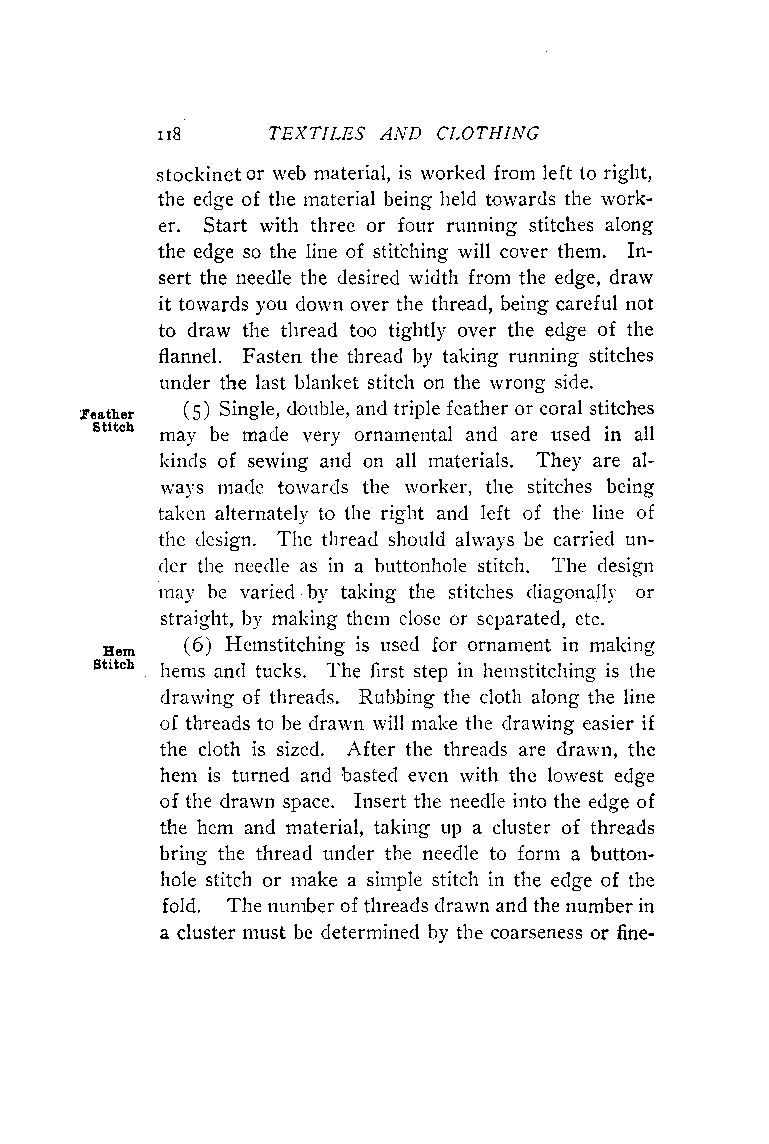 118 TEXTILES AND CLOTHING
stockinet or web material, is worked from left to right,
the edge of the material being held towards the work-
er. Start with three or four running stitches along
the edge so the line of stitching will cover them. In-
sert the needle the desired width from the edge, draw
it towards you down over the thread, being careful not
to draw the thread too tightly over the edge of the
flannel. Fasten the thread by taking running stitches
under the last blanket stitch on the wrong side.
Feather
Stitch
(5) Single, double, and triple feather or coral stitches
may be made very ornamental and are used in all
kinds of sewing and on all materials. They are al-
ways made towards the worker, the stitches being
taken alternately to the right and left of the line of
the design. The thread should always be carried un-
der the needle as in a buttonhole stitch. The design
may be varied by taking the stitches diagonally or
straight, by making them close or separated, etc.
Hem
Stitch
(6) Hemstitching is used for ornament in making
hems and tucks. The first step in hemstitching is the
drawing of threads. Rubbing the cloth along the line
of threads to be drawn will make the drawing easier if
the cloth is sized. After the threads are drawn, the
hem is turned and basted even with the lowest edge
of the drawn space. Insert the needle into the edge of
the hem and material, taking up a cluster of threads
bring the thread under the needle to form a button-
hole stitch or make a simple stitch in the edge of the
fold. The number of threads drawn and the number in
a cluster must be determined by the coarseness or fine-